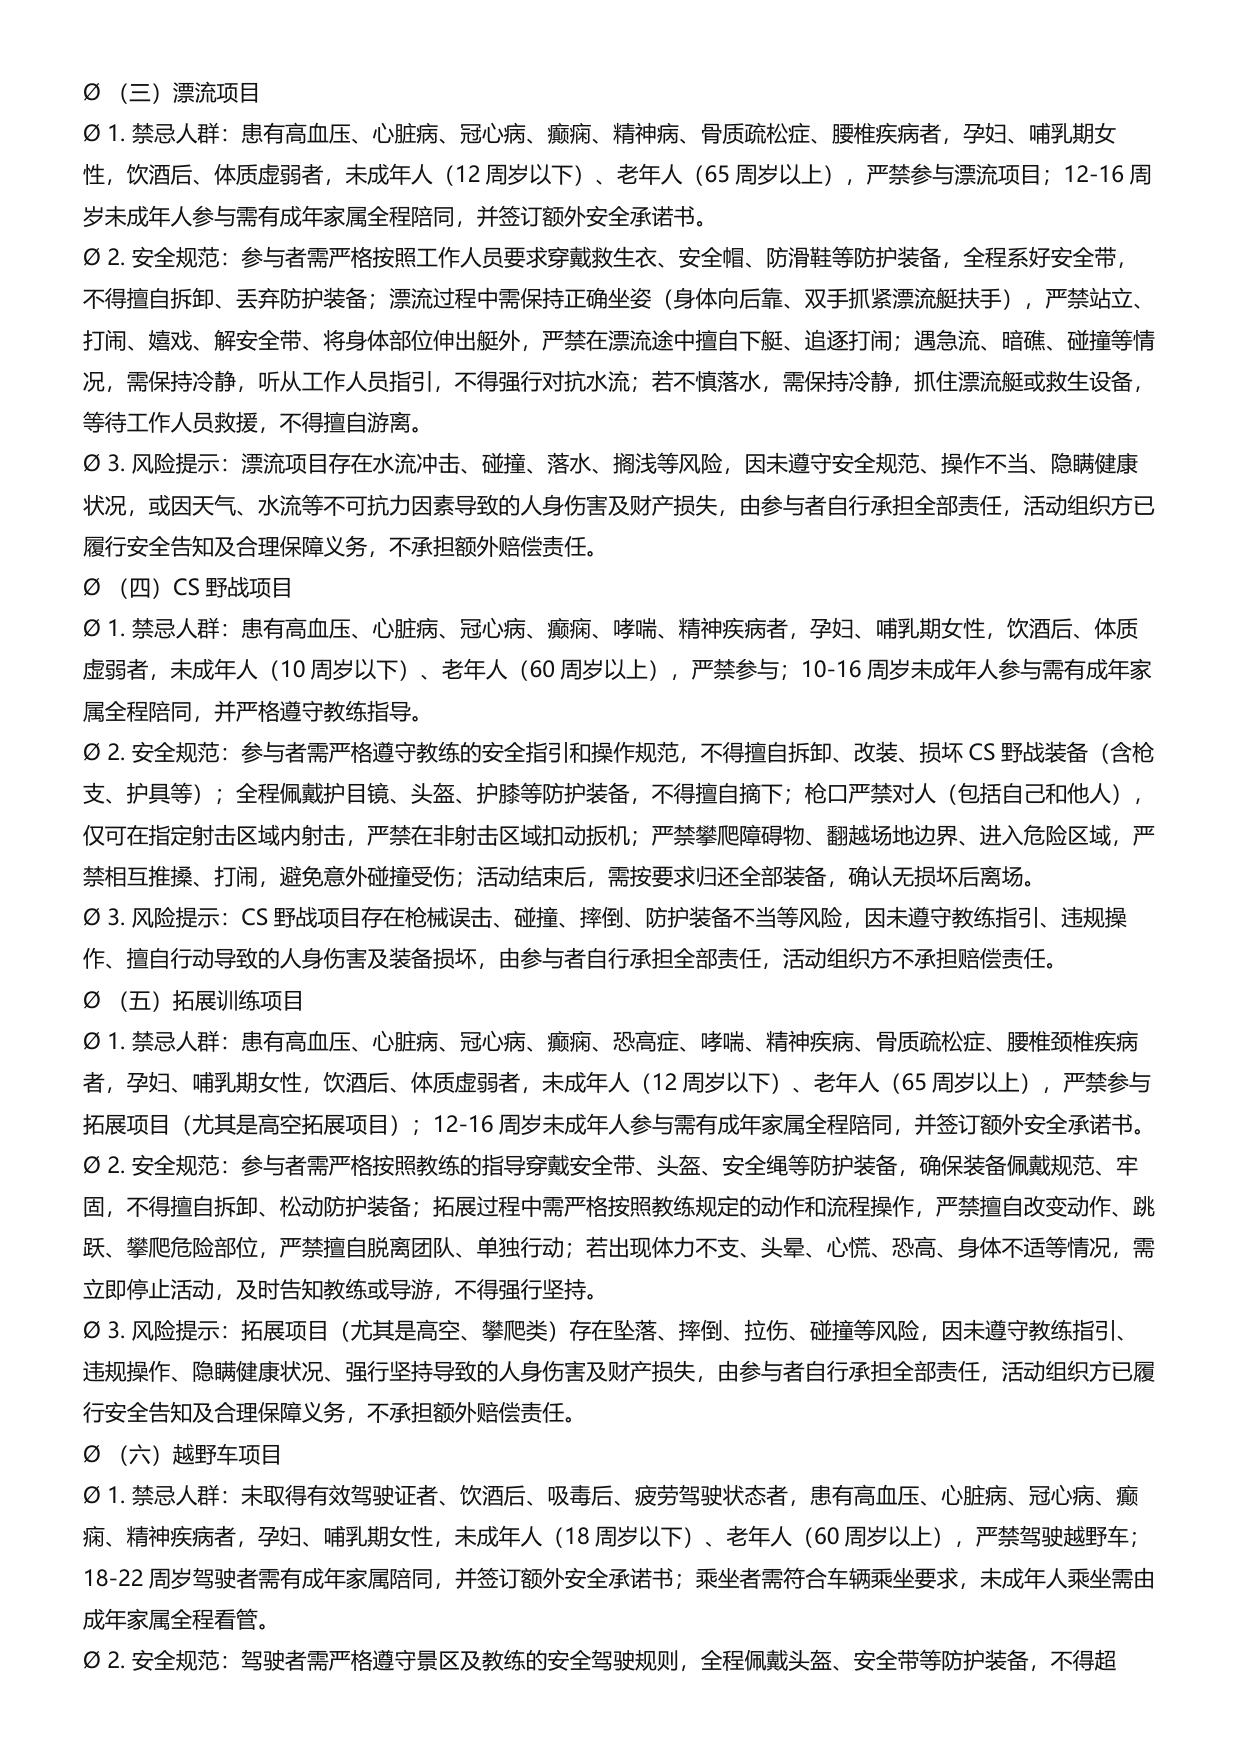 Ø （三）漂流项目
Ø 1. 禁忌人群：患有高血压、心脏病、冠心病、癫痫、精神病、骨质疏松症、腰椎疾病者，孕妇、哺乳期女
性，饮酒后、体质虚弱者，未成年人（12 周岁以下）、老年人（65 周岁以上），严禁参与漂流项目；12-16 周
岁未成年人参与需有成年家属全程陪同，并签订额外安全承诺书。
Ø 2. 安全规范：参与者需严格按照工作人员要求穿戴救生衣、安全帽、防滑鞋等防护装备，全程系好安全带，
不得擅自拆卸、丢弃防护装备；漂流过程中需保持正确坐姿（身体向后靠、双手抓紧漂流艇扶手），严禁站立、
打闹、嬉戏、解安全带、将身体部位伸出艇外，严禁在漂流途中擅自下艇、追逐打闹；遇急流、暗礁、碰撞等情
况，需保持冷静，听从工作人员指引，不得强行对抗水流；若不慎落水，需保持冷静，抓住漂流艇或救生设备，
等待工作人员救援，不得擅自游离。
Ø 3. 风险提示：漂流项目存在水流冲击、碰撞、落水、搁浅等风险，因未遵守安全规范、操作不当、隐瞒健康
状况，或因天气、水流等不可抗力因素导致的人身伤害及财产损失，由参与者自行承担全部责任，活动组织方已
履行安全告知及合理保障义务，不承担额外赔偿责任。
Ø （四）CS 野战项目
Ø 1. 禁忌人群：患有高血压、心脏病、冠心病、癫痫、哮喘、精神疾病者，孕妇、哺乳期女性，饮酒后、体质
虚弱者，未成年人（10 周岁以下）、老年人（60 周岁以上），严禁参与；10-16 周岁未成年人参与需有成年家
属全程陪同，并严格遵守教练指导。
Ø 2. 安全规范：参与者需严格遵守教练的安全指引和操作规范，不得擅自拆卸、改装、损坏 CS 野战装备（含枪
支、护具等）；全程佩戴护目镜、头盔、护膝等防护装备，不得擅自摘下；枪口严禁对人（包括自己和他人），
仅可在指定射击区域内射击，严禁在非射击区域扣动扳机；严禁攀爬障碍物、翻越场地边界、进入危险区域，严
禁相互推搡、打闹，避免意外碰撞受伤；活动结束后，需按要求归还全部装备，确认无损坏后离场。
Ø 3. 风险提示：CS 野战项目存在枪械误击、碰撞、摔倒、防护装备不当等风险，因未遵守教练指引、违规操
作、擅自行动导致的人身伤害及装备损坏，由参与者自行承担全部责任，活动组织方不承担赔偿责任。
Ø （五）拓展训练项目
Ø 1. 禁忌人群：患有高血压、心脏病、冠心病、癫痫、恐高症、哮喘、精神疾病、骨质疏松症、腰椎颈椎疾病
者，孕妇、哺乳期女性，饮酒后、体质虚弱者，未成年人（12 周岁以下）、老年人（65 周岁以上），严禁参与
拓展项目（尤其是高空拓展项目）；12-16 周岁未成年人参与需有成年家属全程陪同，并签订额外安全承诺书。
Ø 2. 安全规范：参与者需严格按照教练的指导穿戴安全带、头盔、安全绳等防护装备，确保装备佩戴规范、牢
固，不得擅自拆卸、松动防护装备；拓展过程中需严格按照教练规定的动作和流程操作，严禁擅自改变动作、跳
跃、攀爬危险部位，严禁擅自脱离团队、单独行动；若出现体力不支、头晕、心慌、恐高、身体不适等情况，需
立即停止活动，及时告知教练或导游，不得强行坚持。
Ø 3. 风险提示：拓展项目（尤其是高空、攀爬类）存在坠落、摔倒、拉伤、碰撞等风险，因未遵守教练指引、
违规操作、隐瞒健康状况、强行坚持导致的人身伤害及财产损失，由参与者自行承担全部责任，活动组织方已履
行安全告知及合理保障义务，不承担额外赔偿责任。
Ø （六）越野车项目
Ø 1. 禁忌人群：未取得有效驾驶证者、饮酒后、吸毒后、疲劳驾驶状态者，患有高血压、心脏病、冠心病、癫
痫、精神疾病者，孕妇、哺乳期女性，未成年人（18 周岁以下）、老年人（60 周岁以上），严禁驾驶越野车；
18-22 周岁驾驶者需有成年家属陪同，并签订额外安全承诺书；乘坐者需符合车辆乘坐要求，未成年人乘坐需由
成年家属全程看管。
Ø 2. 安全规范：驾驶者需严格遵守景区及教练的安全驾驶规则，全程佩戴头盔、安全带等防护装备，不得超